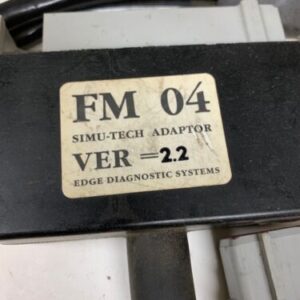 FM 04
SIMU-TECH ADAPTOR
VER =2.2
EDGE DIAGNOSTIC SYSTEMS